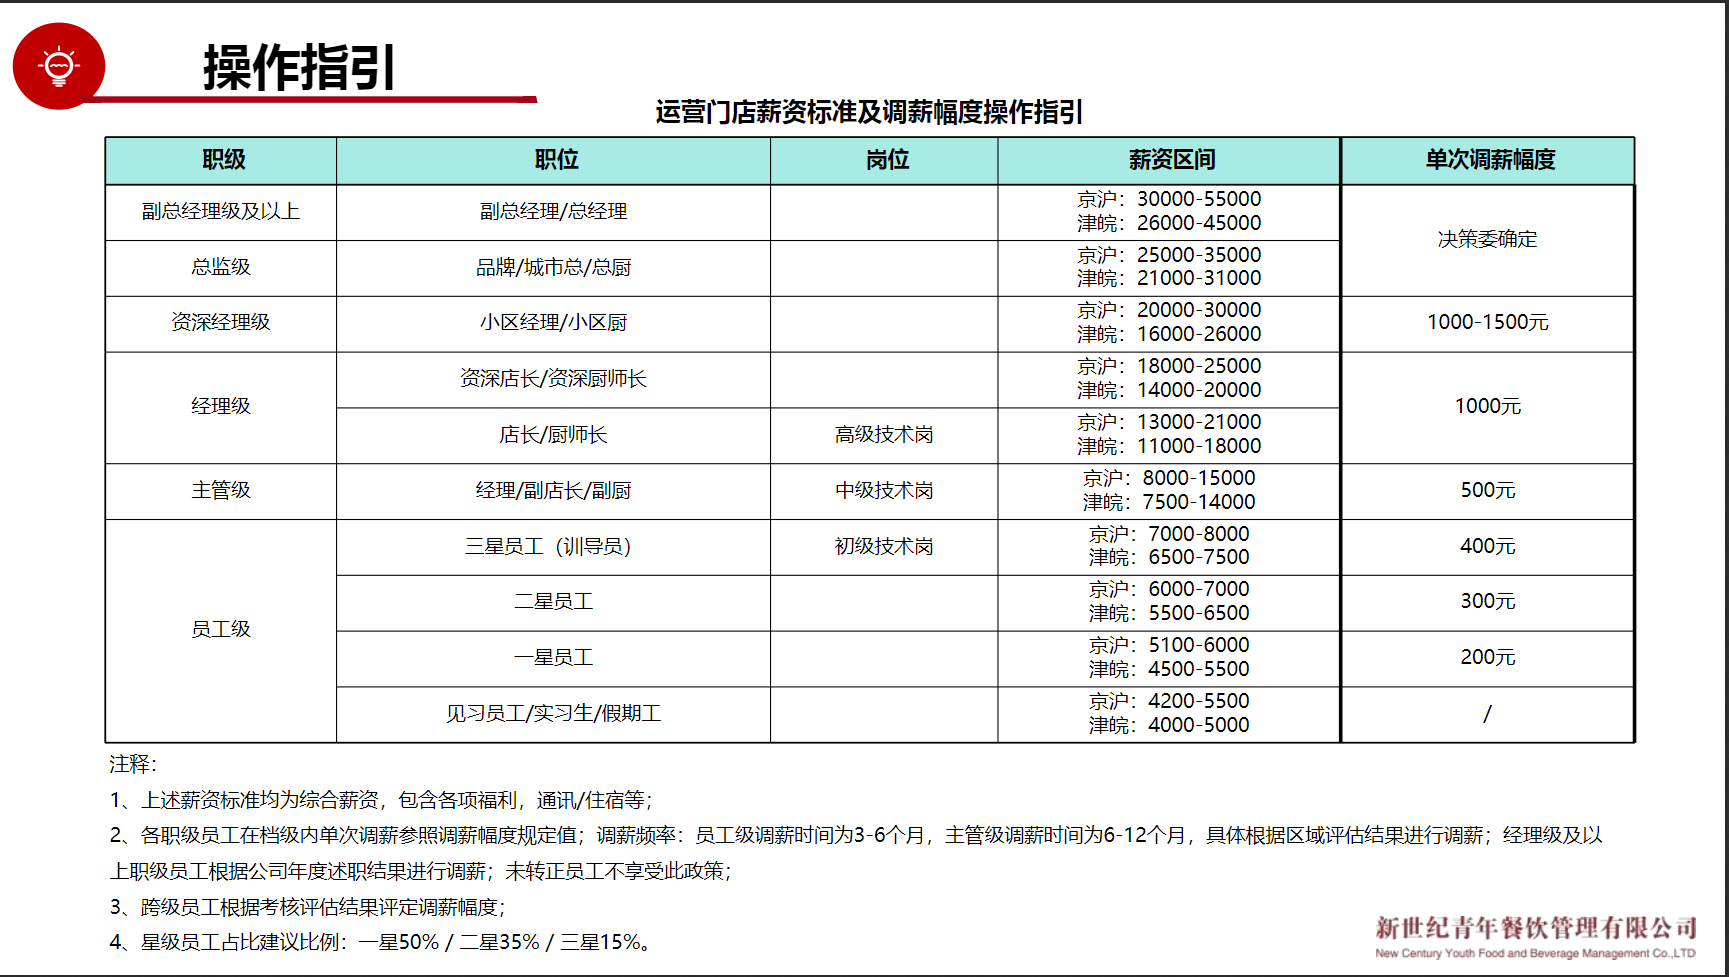 操作指引
运营门店薪资标准及调薪幅度操作指引
职级 职位 岗位 薪资区间 单次调薪幅度
副总经理级及以上 副总经理/总经理 京沪：30000-55000
津皖：26000-45000
决策委确定
总监级 品牌/城市总/总厨 京沪：25000-35000
津皖：21000-31000
资深经理级 小区经理/小区厨 京沪：20000-30000
津皖：16000-26000
1000-1500元
经理级
资深店长/资深厨师长 京沪：18000-25000
津皖：14000-20000
1000元
店长/厨师长 高级技术岗 京沪：13000-21000
津皖：11000-18000
主管级 经理/副店长/副厨 中级技术岗 京沪：8000-15000
津皖：7500-14000
500元
员工级
三星员工（训导员） 初级技术岗 京沪：7000-8000
津皖：6500-7500
400元
二星员工 京沪：6000-7000
津皖：5500-6500
300元
一星员工 京沪：5100-6000
津皖：4500-5500
200元
见习员工/实习生/假期工 京沪：4200-5500
津皖：4000-5000
/
注释：
1、上述薪资标准均为综合薪资，包含各项福利，通讯/住宿等；
2、各职级员工在档级内单次调薪参照调薪幅度规定值；调薪频率：员工级调薪时间为3-6个月，主管级调薪时间为6-12个月，具体根据区域评估结果进行调薪；经理级及以
上职级员工根据公司年度述职结果进行调薪；未转正员工不享受此政策；
3、跨级员工根据考核评估结果评定调薪幅度；
4、星级员工占比建议比例：一星50% / 二星35% / 三星15%。
新世纪青年餐饮管理有限公司
New Century Youth Food and Beverage Management Co.,LTD